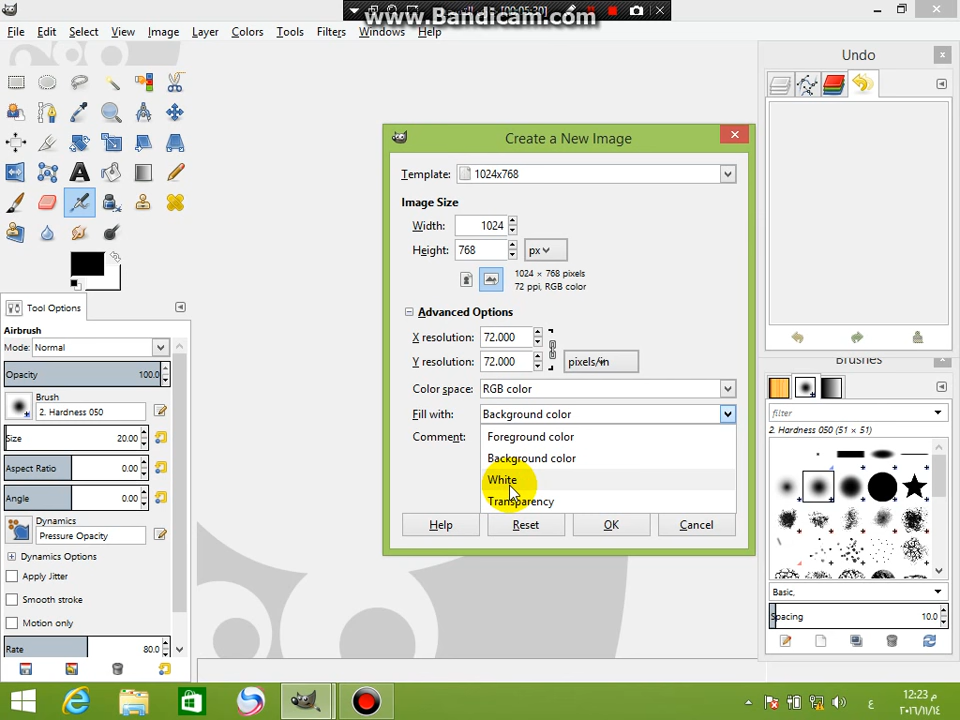 www.Bandicam.com
File Edit Select View Image Layer Colors Tools Filters Windows Help
Undo
Create a New Image
Template: 1024x768
Image Size
Width: 1024
Height: 768 px
1024 × 768 pixels
72 ppi, RGB color
Advanced Options
X resolution: 72.000
Y resolution: 72.000 pixels/in
Color space: RGB color
Fill with: Background color
Comment:
Foreground color
Background color
White
Transparency
Help Reset OK Cancel
Tool Options
Airbrush
Mode: Normal
Opacity 100.0
Brush
2. Hardness 050
Size 20.00
Aspect Ratio 0.00
Angle 0.00
Dynamics
Pressure Opacity
Dynamics Options
Apply Jitter
Smooth stroke
Motion only
Rate 80.0
Brushes
filter
2. Hardness 050 (51 × 51)
Basic,
Spacing 10.0
ع
12:23 م
٢٠١٦/١١/١٤